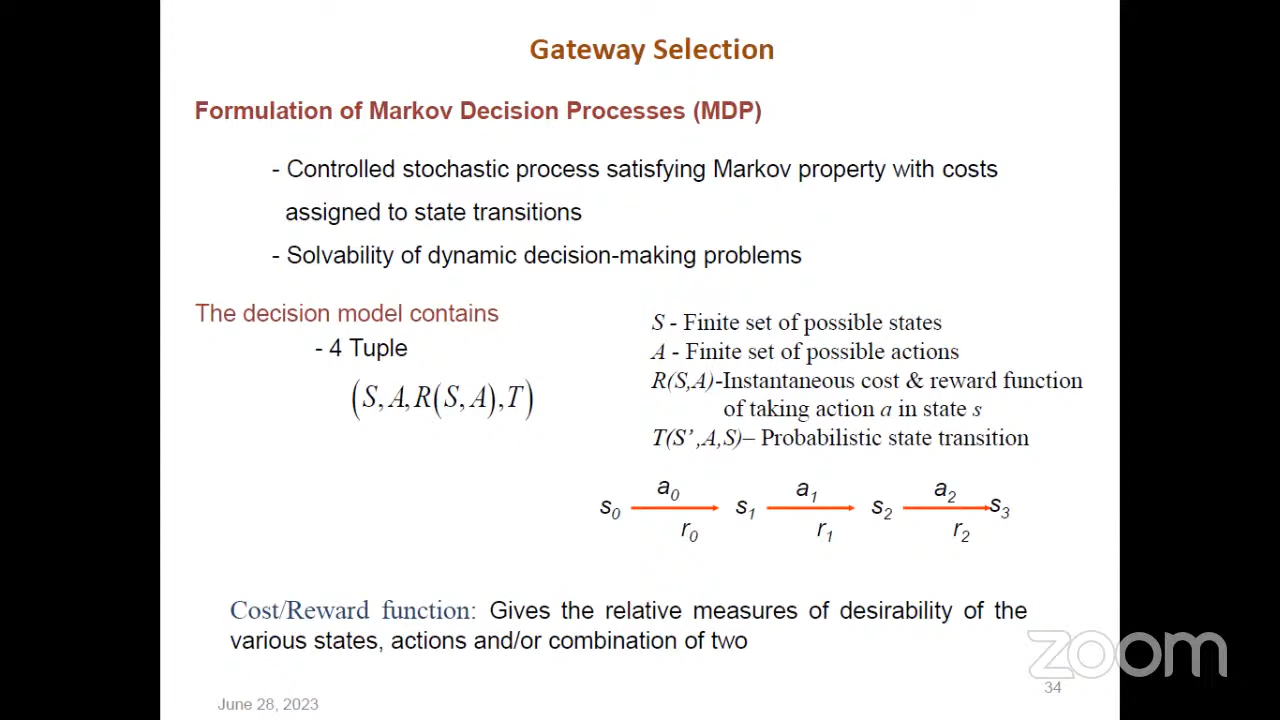 Gateway Selection
Formulation of Markov Decision Processes (MDP)
- Controlled stochastic process satisfying Markov property with costs
assigned to state transitions
- Solvability of dynamic decision-making problems
The decision model contains
- 4 Tuple
(S, A, R(S, A), T)
S - Finite set of possible states
A - Finite set of possible actions
R(S,A)-Instantaneous cost & reward function
of taking action a in state s
T(S’,A,S)– Probabilistic state transition
s0 a0 r0 s1 a1 r1 s2 a2 r2 s3
Cost/Reward function: Gives the relative measures of desirability of the
various states, actions and/or combination of two
zoom
34
June 28, 2023